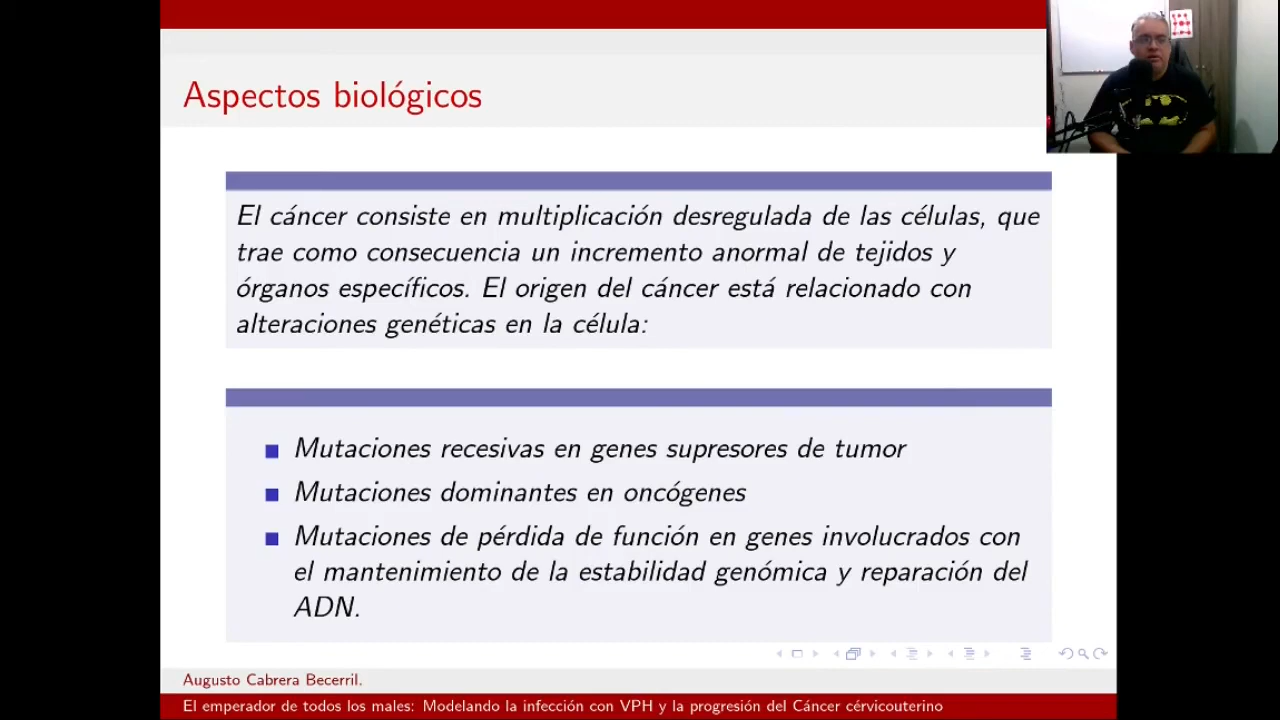 Aspectos biológicos
El cáncer consiste en multiplicación desregulada de las células, que
trae como consecuencia un incremento anormal de tejidos y
órganos específicos. El origen del cáncer está relacionado con
alteraciones genéticas en la célula:
Mutaciones recesivas en genes supresores de tumor
Mutaciones dominantes en oncógenes
Mutaciones de pérdida de función en genes involucrados con
el mantenimiento de la estabilidad genómica y reparación del
ADN.
Augusto Cabrera Becerril.
El emperador de todos los males: Modelando la infección con VPH y la progresión del Cáncer cérvicouterino